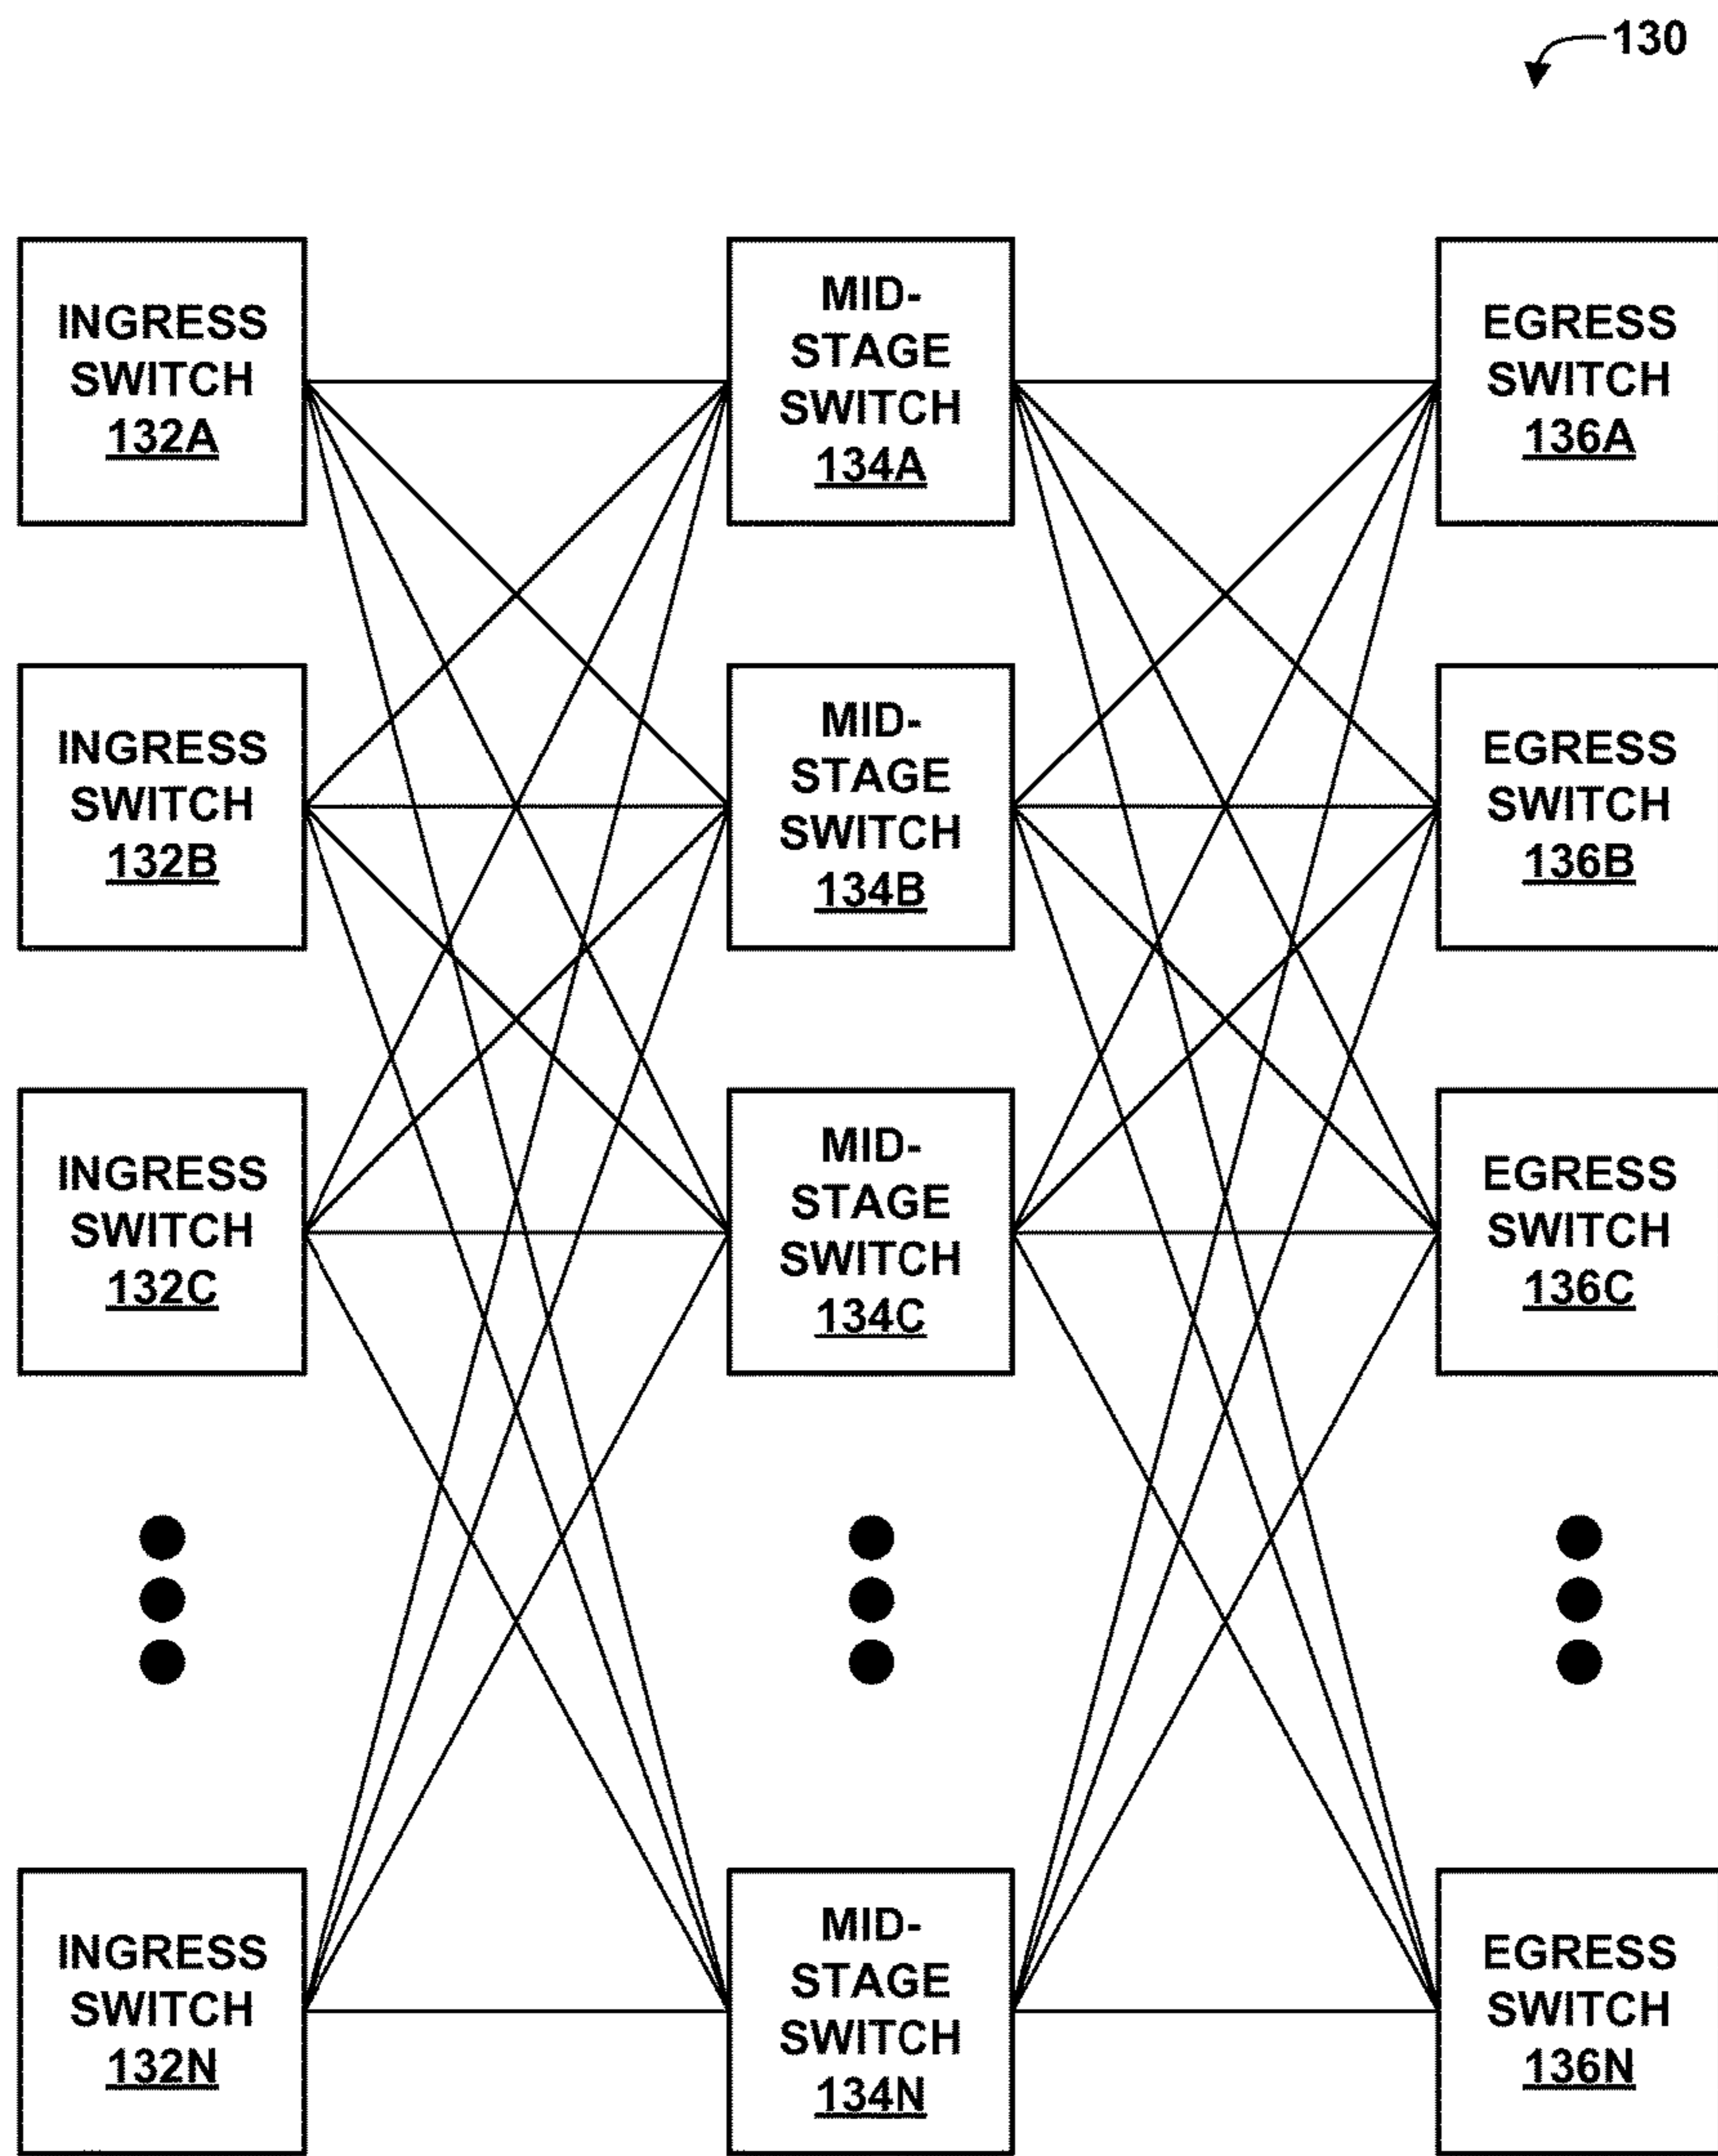 130
INGRESS
SWITCH
132A
MID-
STAGE
SWITCH
134A
EGRESS
SWITCH
136A
INGRESS
SWITCH
132B
MID-
STAGE
SWITCH
134B
EGRESS
SWITCH
136B
INGRESS
SWITCH
132C
MID-
STAGE
SWITCH
134C
EGRESS
SWITCH
136C
INGRESS
SWITCH
132N
MID-
STAGE
SWITCH
134N
EGRESS
SWITCH
136N